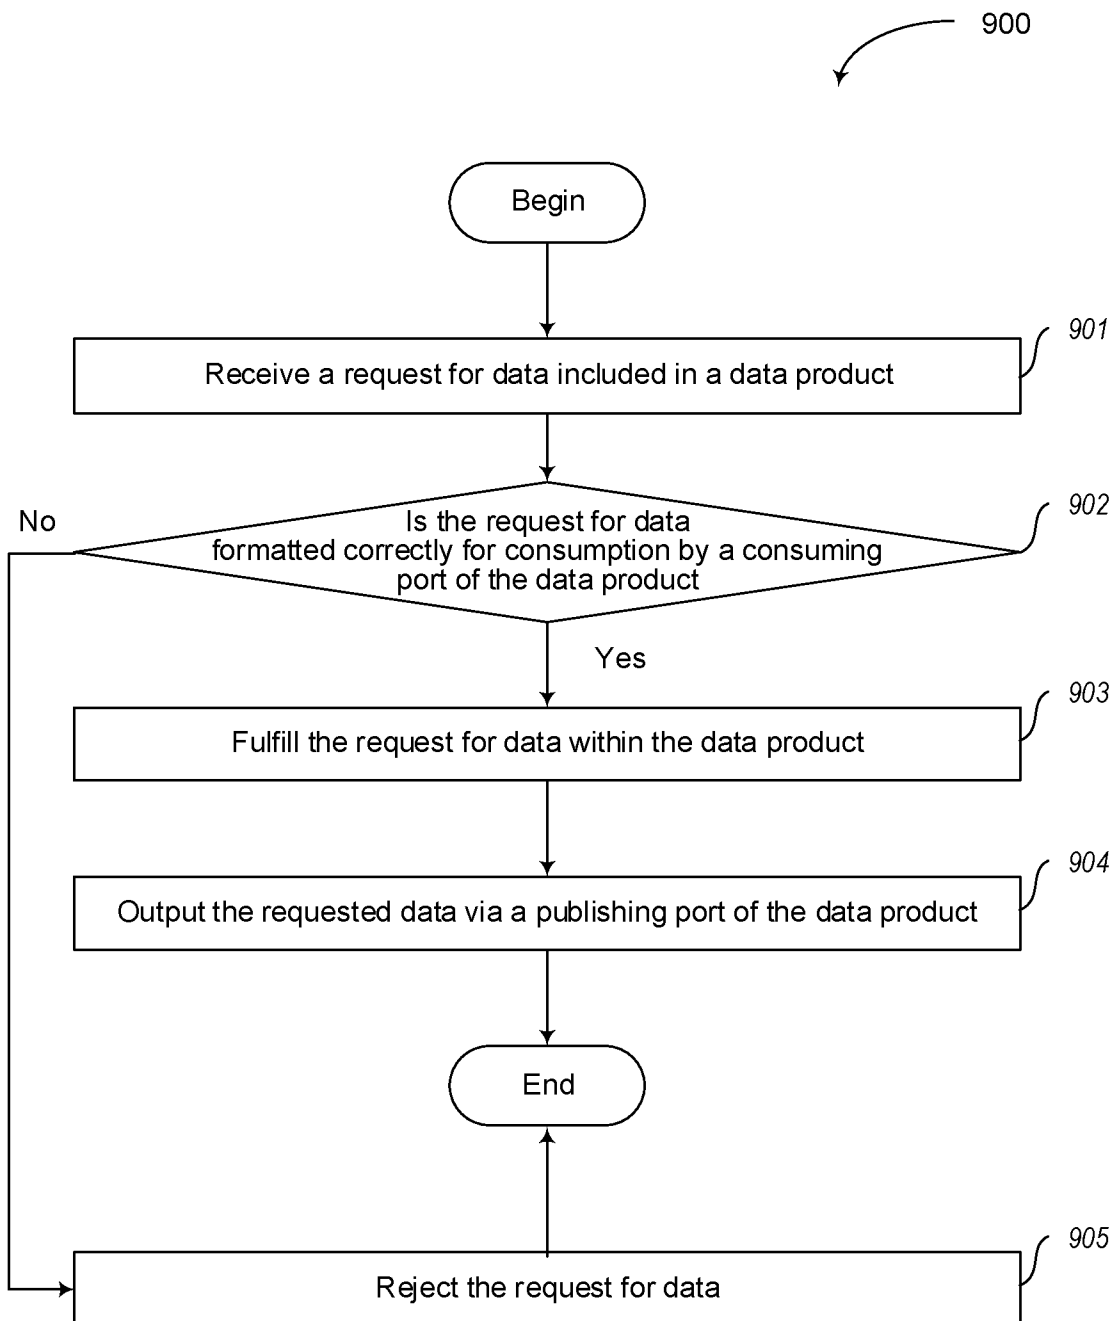 900
Begin
901
Receive a request for data included in a data product
902
No
Is the request for data
formatted correctly for consumption by a consuming
port of the data product
Yes
903
Fulfill the request for data within the data product
904
Output the requested data via a publishing port of the data product
End
905
Reject the request for data